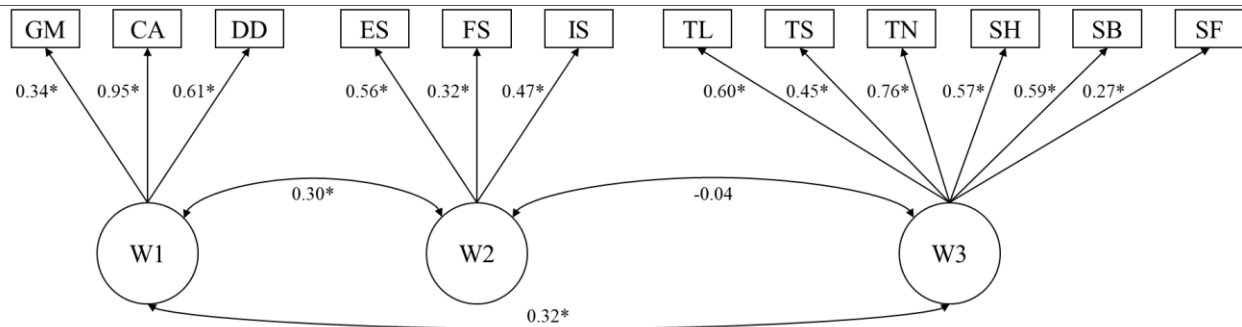 GM CA DD ES FS IS TL TS TN SH SB SF
0.34* 0.95* 0.61* 0.56* 0.32* 0.47* 0.60* 0.45* 0.76* 0.57* 0.59* 0.27*
0.30* -0.04
W1 W2 W3
0.32*